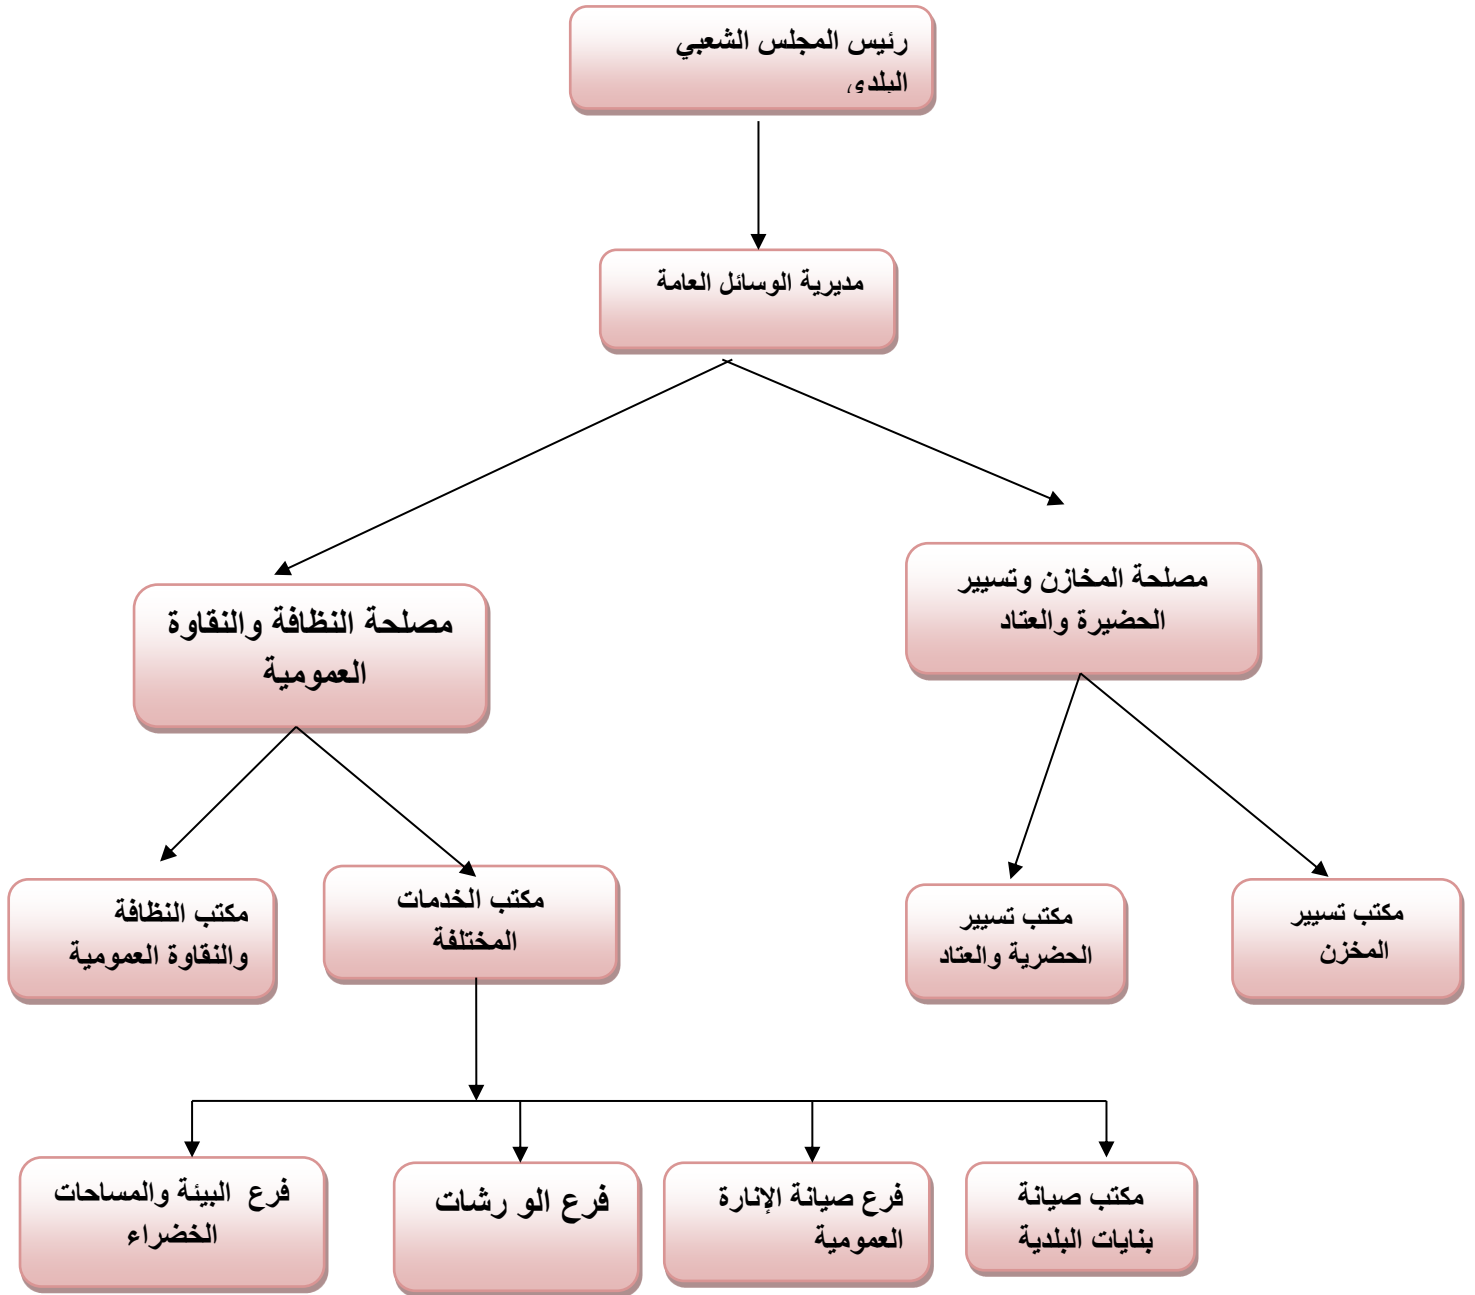 رئيس المجلس الشعبي
البلدي
مديرية الوسائل العامة
مصلحة المخازن وتسيير
الحضيرة والعتاد
مصلحة النظافة والنقاوة
العمومية
مكتب تسيير
المخزن
مكتب تسيير
الحضرية والعتاد
مكتب الخدمات
المختلفة
مكتب النظافة
والنقاوة العمومية
مكتب صيانة
بنايات البلدية
فرع صيانة الإنارة
العمومية
فرع الو رشات
فرع البيئة والمساحات
الخضراء